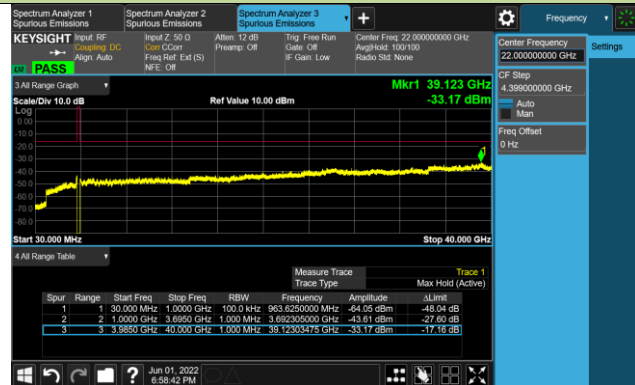 Spectrum Analyzer 1
Spurious Emissions
Spectrum Analyzer 2
Spurious Emissions
Spectrum Analyzer 3
Spurious Emissions
Frequency
KEYSIGHT
Input: RF
Coupling: DC
Align: Auto
Input Z: 50 Ω
Corr CCorr
Freq Ref: Ext (S)
NFE: Off
Atten: 12 dB
Preamp: Off
Trig: Free Run
Gate: Off
IF Gain: Low
Center Freq: 22.000000000 GHz
Avg|Hold: 100/100
Radio Std: None
PASS
Center Frequency
22.000000000 GHz
Settings
CF Step
4.399000000 GHz
Auto
Man
Freq Offset
0 Hz
3 All Range Graph
Mkr1 39.123 GHz
Scale/Div 10.0 dB
Ref Value 10.00 dBm
-33.17 dBm
Log
0.00
-10.0
-20.0
-30.0
-40.0
-50.0
-60.0
-70.0
-80.0
1
Start 30.000 MHz
Stop 40.000 GHz
4 All Range Table
Measure Trace Trace 1
Trace Type Max Hold (Active)
Spur Range Start Freq Stop Freq RBW Frequency Amplitude ΔLimit
1 1 30.000 MHz 1.0000 GHz 100.0 kHz 963.6250000 MHz -64.05 dBm -48.04 dB
2 2 1.0000 GHz 3.6950 GHz 1.000 MHz 3.692305000 GHz -43.61 dBm -27.60 dB
3 3 3.9850 GHz 40.000 GHz 1.000 MHz 39.12303475 GHz -33.17 dBm -17.16 dB
?
Jun 01, 2022
6:58:42 PM